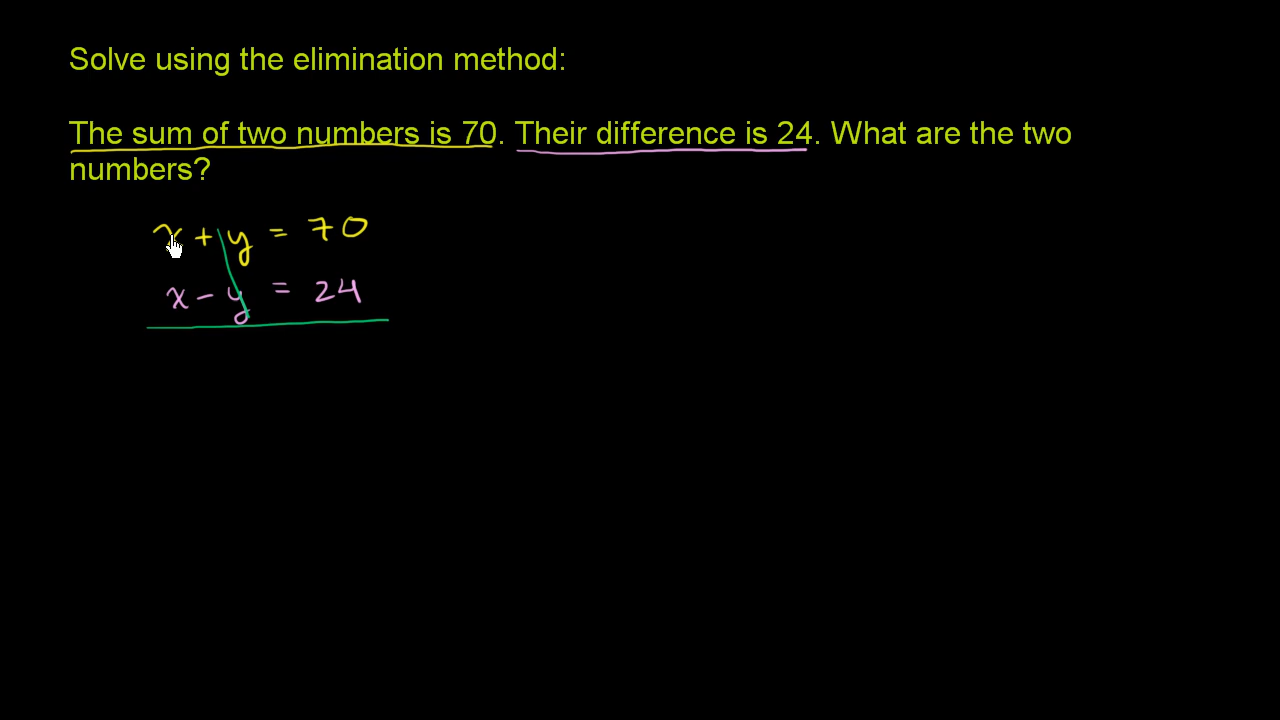 Solve using the elimination method:
The sum of two numbers is 70. Their difference is 24. What are the two
numbers?
x + y = 70
x - y = 24